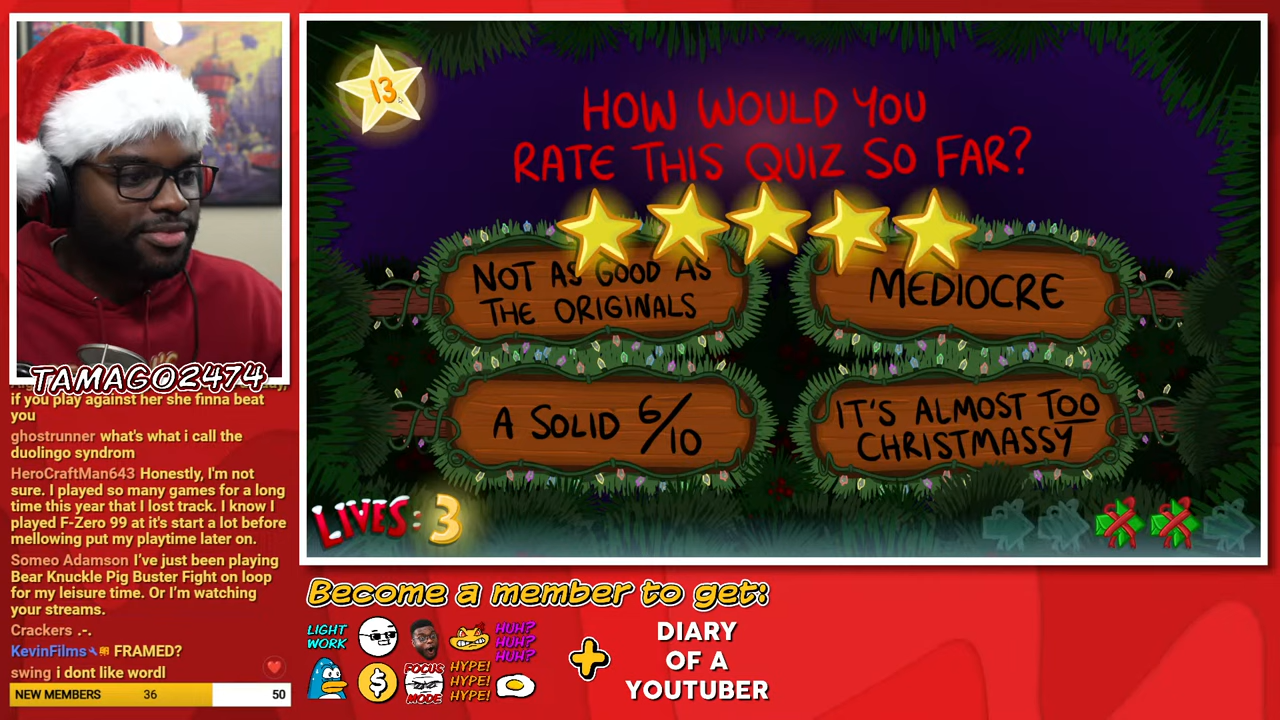 13
HOW WOULD YOU
RATE THIS QUIZ SO FAR?
NOT AS GOOD AS
THE ORIGINALS
MEDIOCRE
A SOLID 6/10
IT'S ALMOST TOO
CHRISTMASSY
LIVES: 3
TAMAGO2474
if you play against her she finna beat
you
ghostrunner what's what i call the
duolingo syndrom
HeroCraftMan643 Honestly, I'm not
sure. I played so many games for a long
time this year that I lost track. I know I
played F-Zero 99 at it's start a lot before
mellowing put my playtime later on.
Someo Adamson I've just been playing
Bear Knuckle Pig Buster Fight on loop
for my leisure time. Or I'm watching
your streams.
Crackers .-.
KevinFilms FRAMED?
swing i dont like wordl
NEW MEMBERS 36 50
Become a member to get:
LIGHT
WORK
HUH?
HUH?
HUH?
$
FOCUS
MODE
HYPE!
HYPE!
HYPE!
DIARY
OF A
YOUTUBER